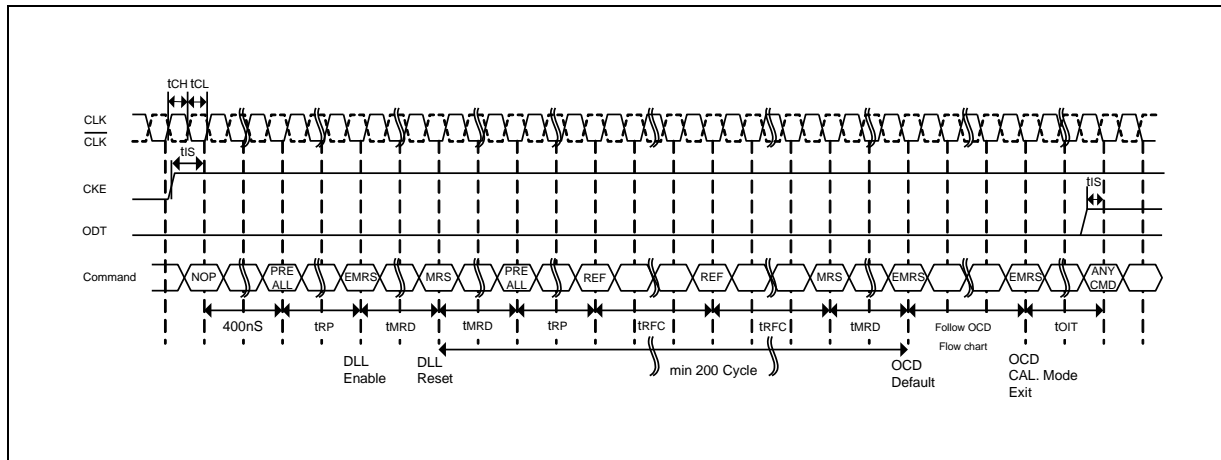 tCH tCL
CLK
CLK
tIS
CKE
tIS
ODT
Command
NOP
PRE ALL
EMRS
MRS
PRE ALL
REF
REF
MRS
EMRS
EMRS
ANY CMD
400nS
tRP
tMRD
tMRD
tRP
tRFC
tRFC
tMRD
Follow OCD
Flow chart
tOIT
DLL
Enable
DLL
Reset
min 200 Cycle
OCD
Default
OCD
CAL. Mode
Exit